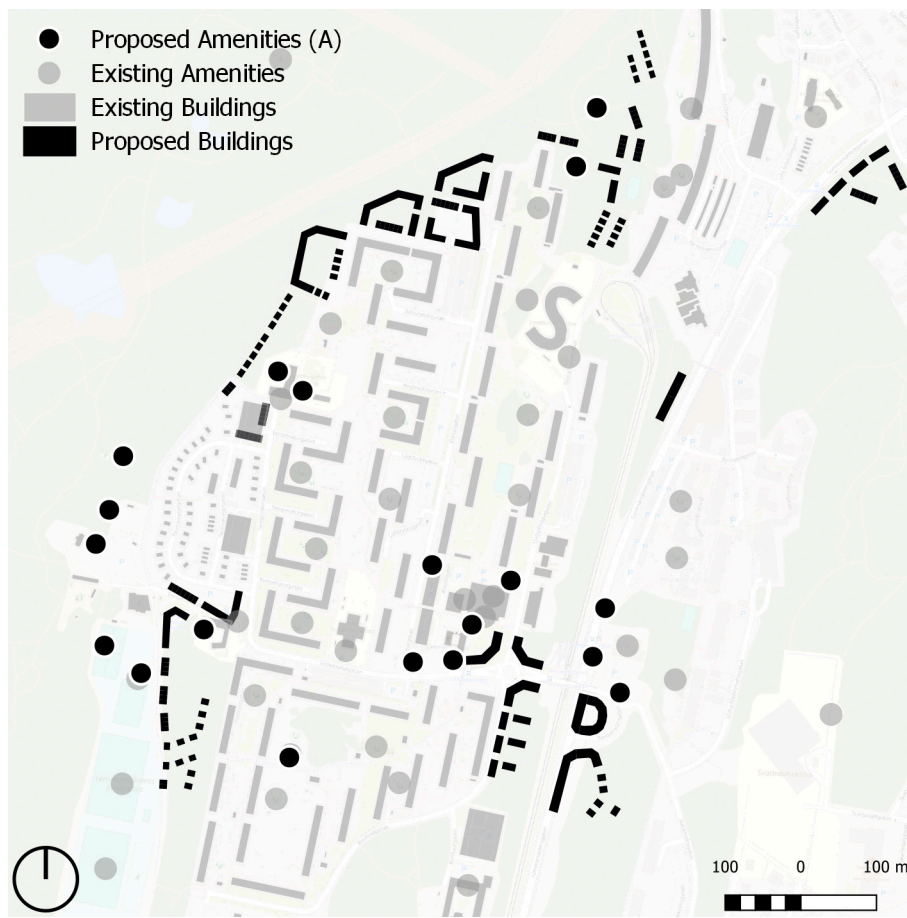 Proposed Amenities (A)
Existing Amenities
Existing Buildings
Proposed Buildings
100 0 100 m